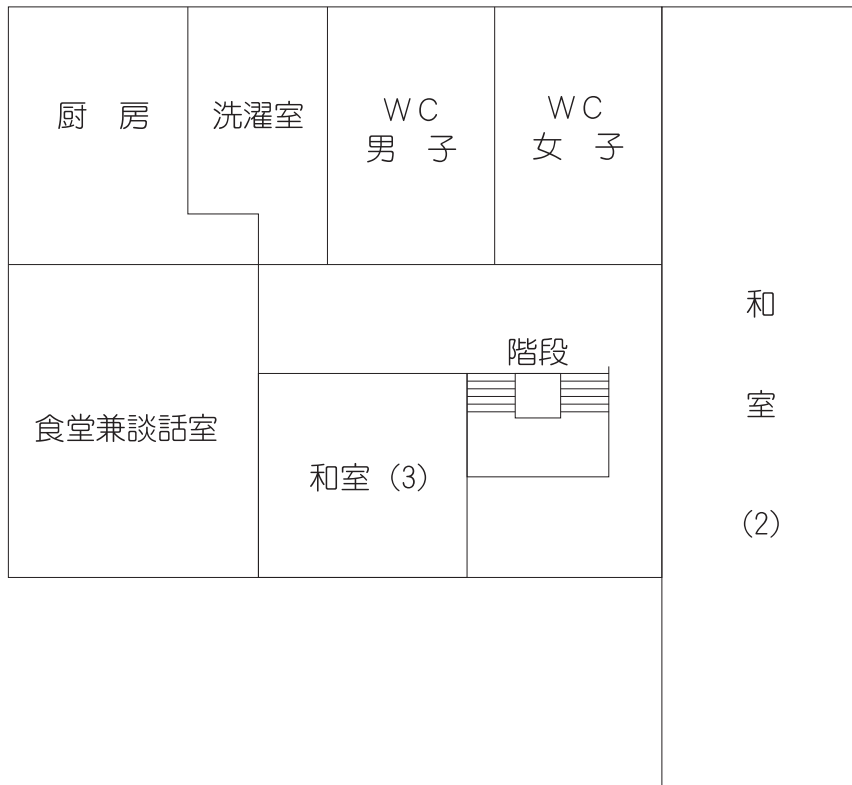 厨　房
洗濯室
ＷＣ
男　子
ＷＣ
女　子
和
室
(2)
階段
食堂兼談話室
和室 (3)